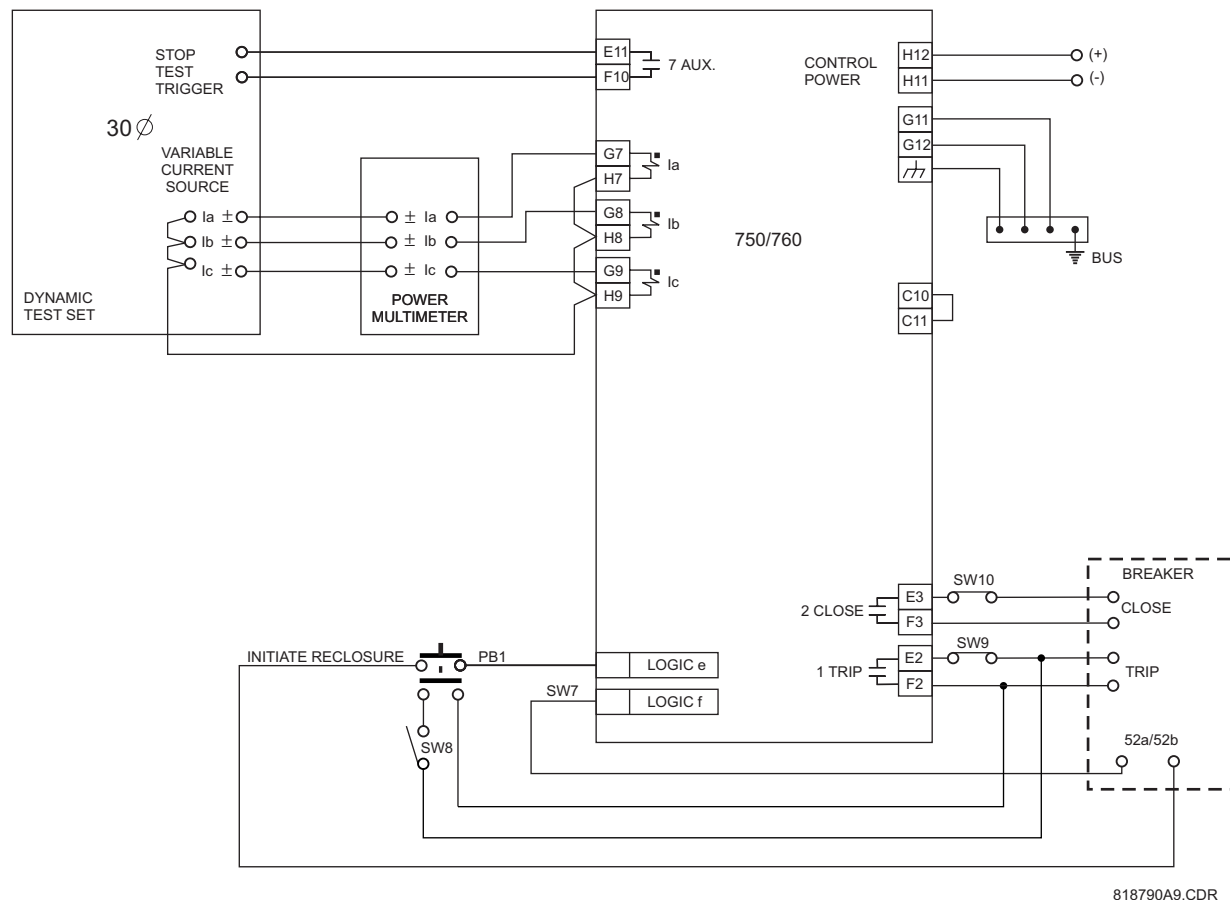 STOP
TEST
TRIGGER
30∅
VARIABLE
CURRENT
SOURCE
Ia ±
Ib ±
Ic ±
DYNAMIC
TEST SET
± Ia
± Ib
± Ic
POWER
MULTIMETER
E11
F10
7 AUX.
G7
H7
Ia
G8
H8
Ib
G9
H9
Ic
750/760
CONTROL
POWER
H12
H11
(+)
(-)
G11
G12
BUS
C10
C11
2 CLOSE
E3
F3
SW10
1 TRIP
E2
F2
SW9
BREAKER
CLOSE
TRIP
52a/52b
INITIATE RECLOSURE
PB1
LOGIC e
SW7
LOGIC f
SW8
818790A9.CDR